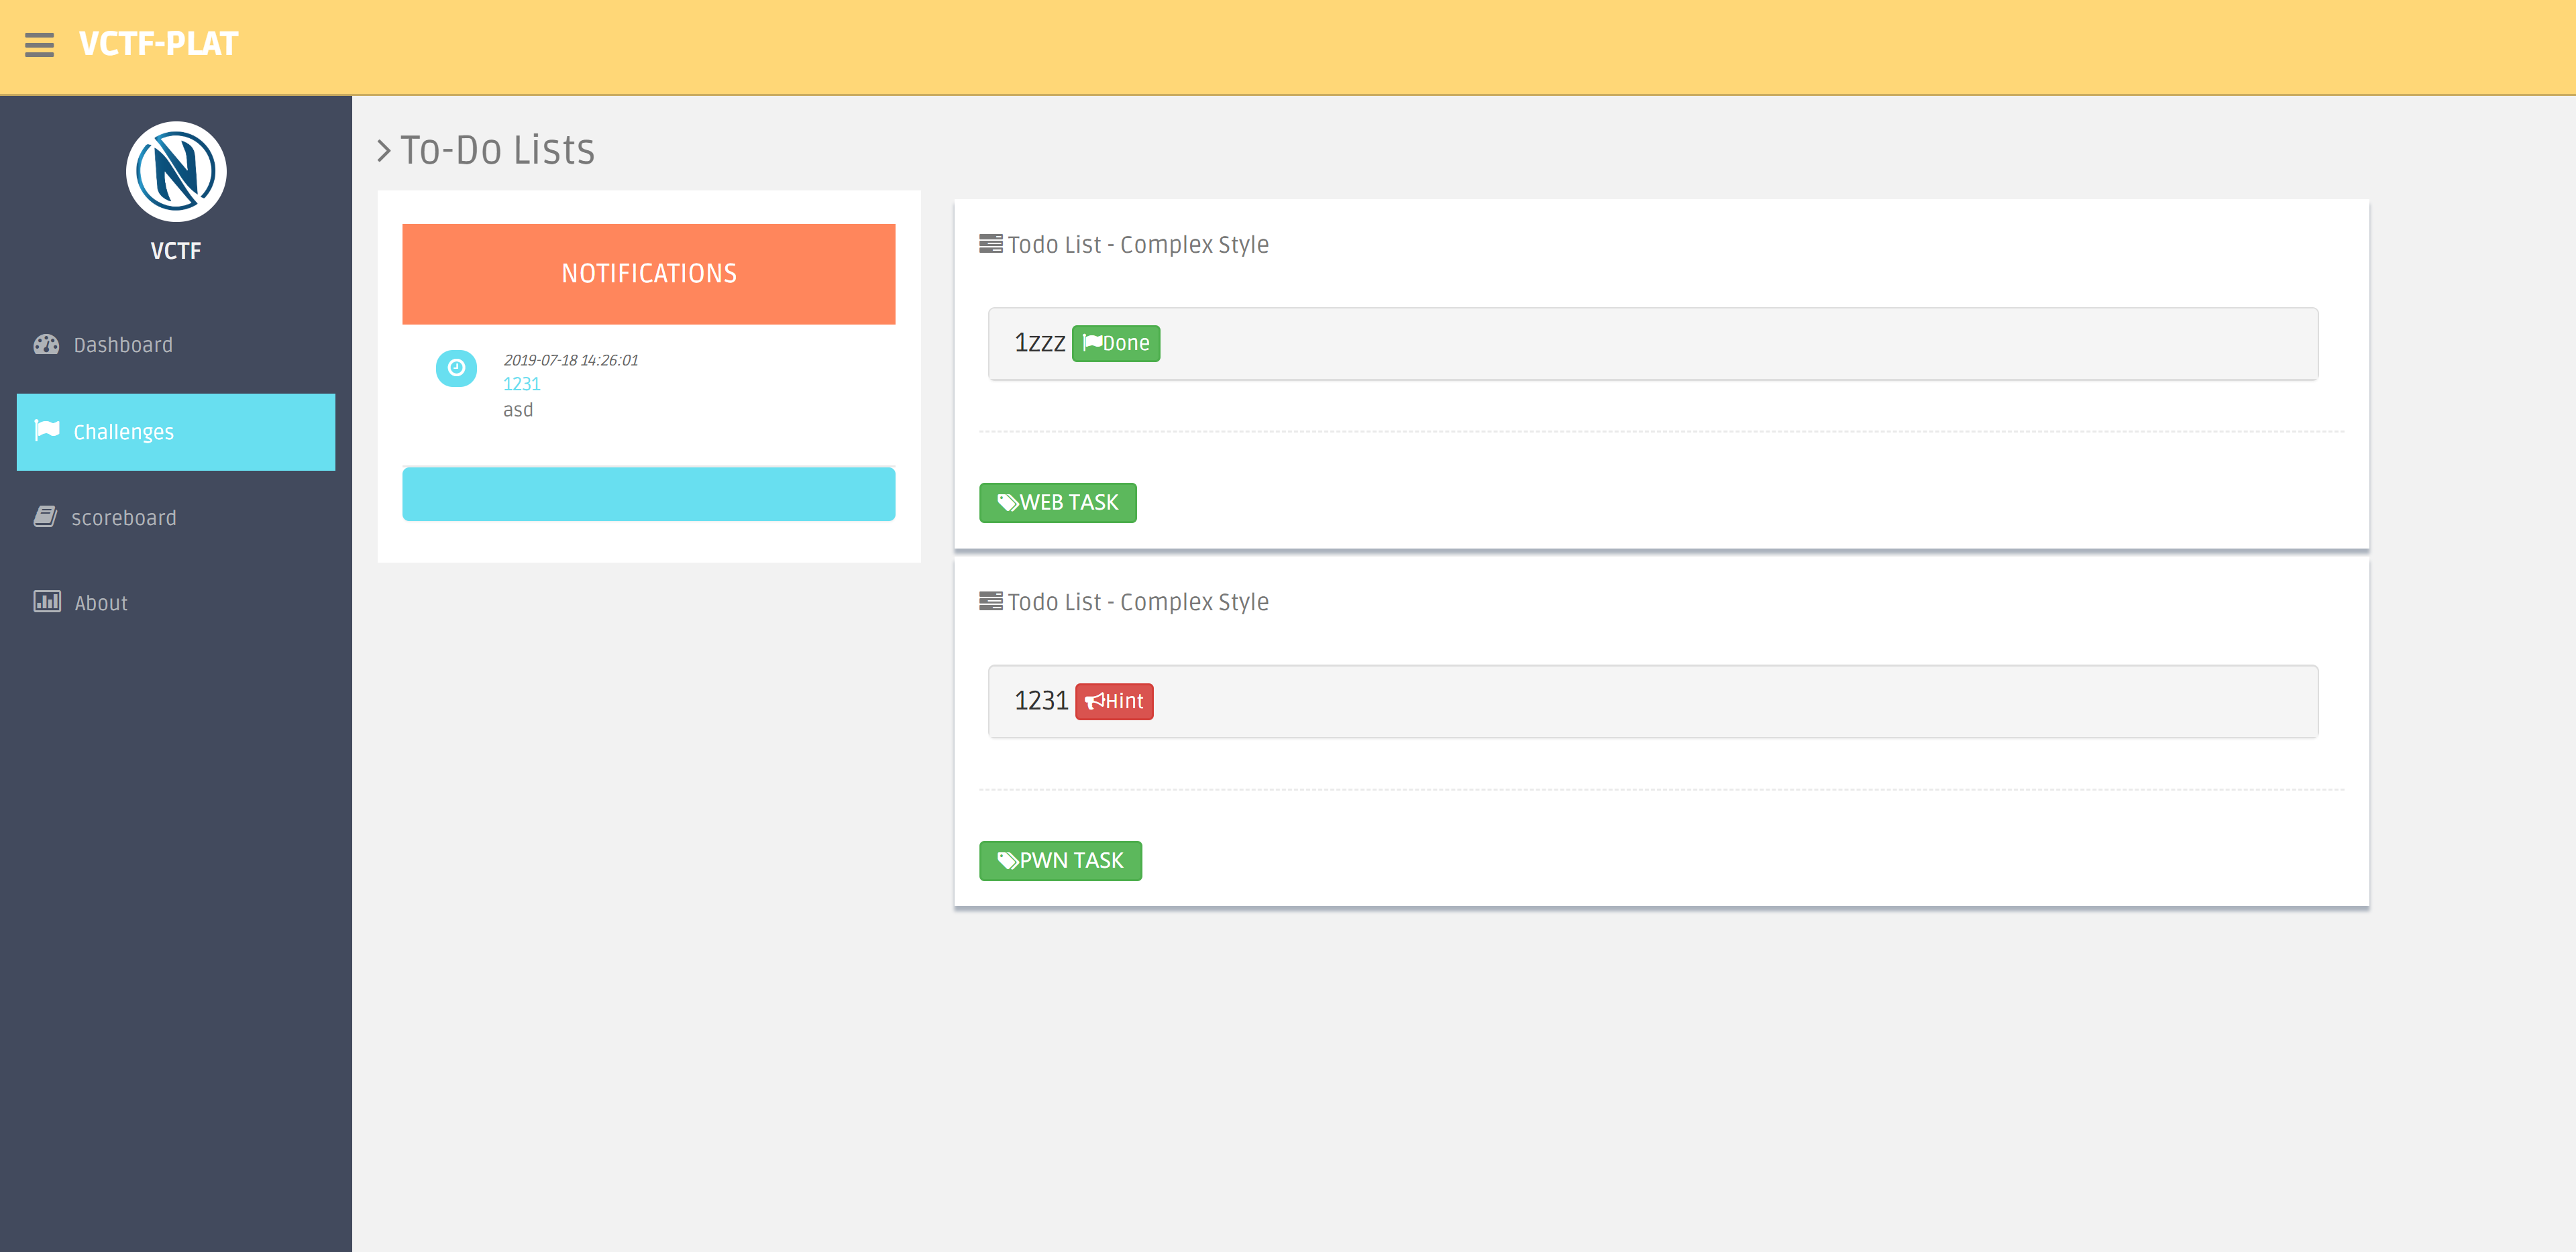 VCTF-PLAT
VCTF
Dashboard
Challenges
scoreboard
About
To-Do Lists
NOTIFICATIONS
2019-07-18 14:26:01
1231
asd
Todo List - Complex Style
1zzz Done
WEB TASK
Todo List - Complex Style
1231 Hint
PWN TASK